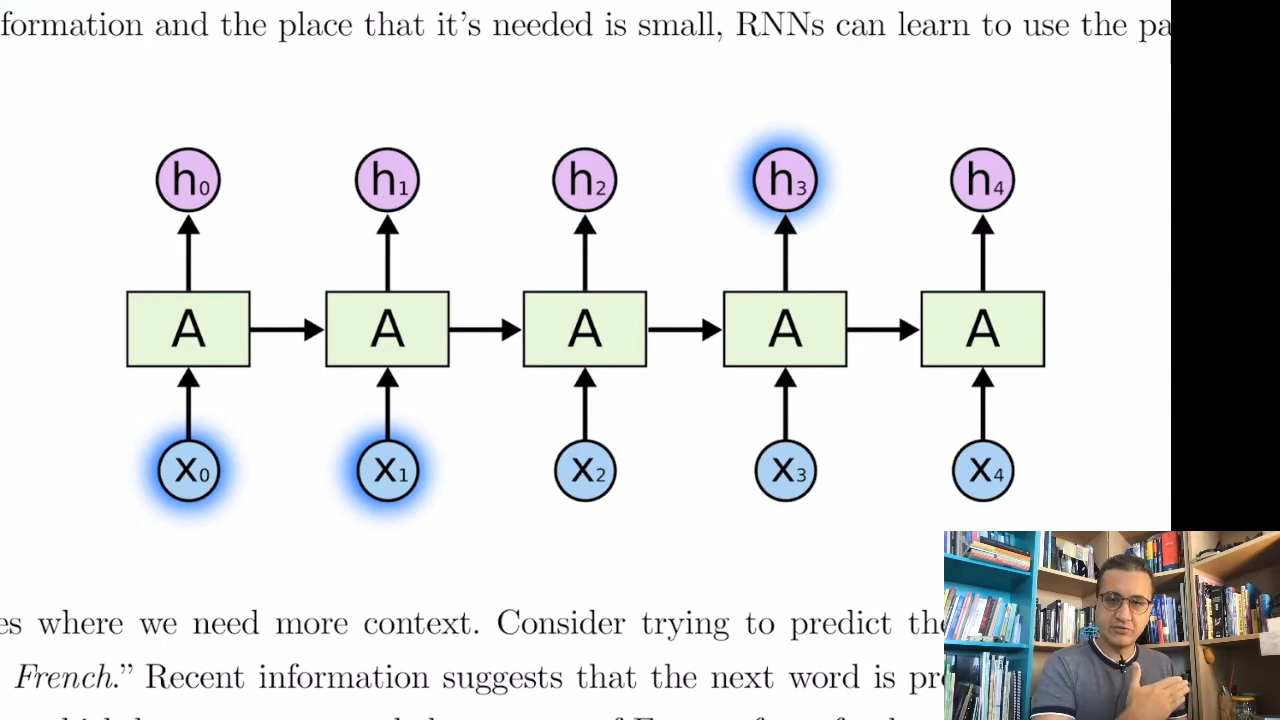 formation and the place that it's needed is small, RNNs can learn to use the pa
h0 h1 h2 h3 h4
A A A A A
x0 x1 x2 x3 x4
es where we need more context. Consider trying to predict the
French." Recent information suggests that the next word is pr